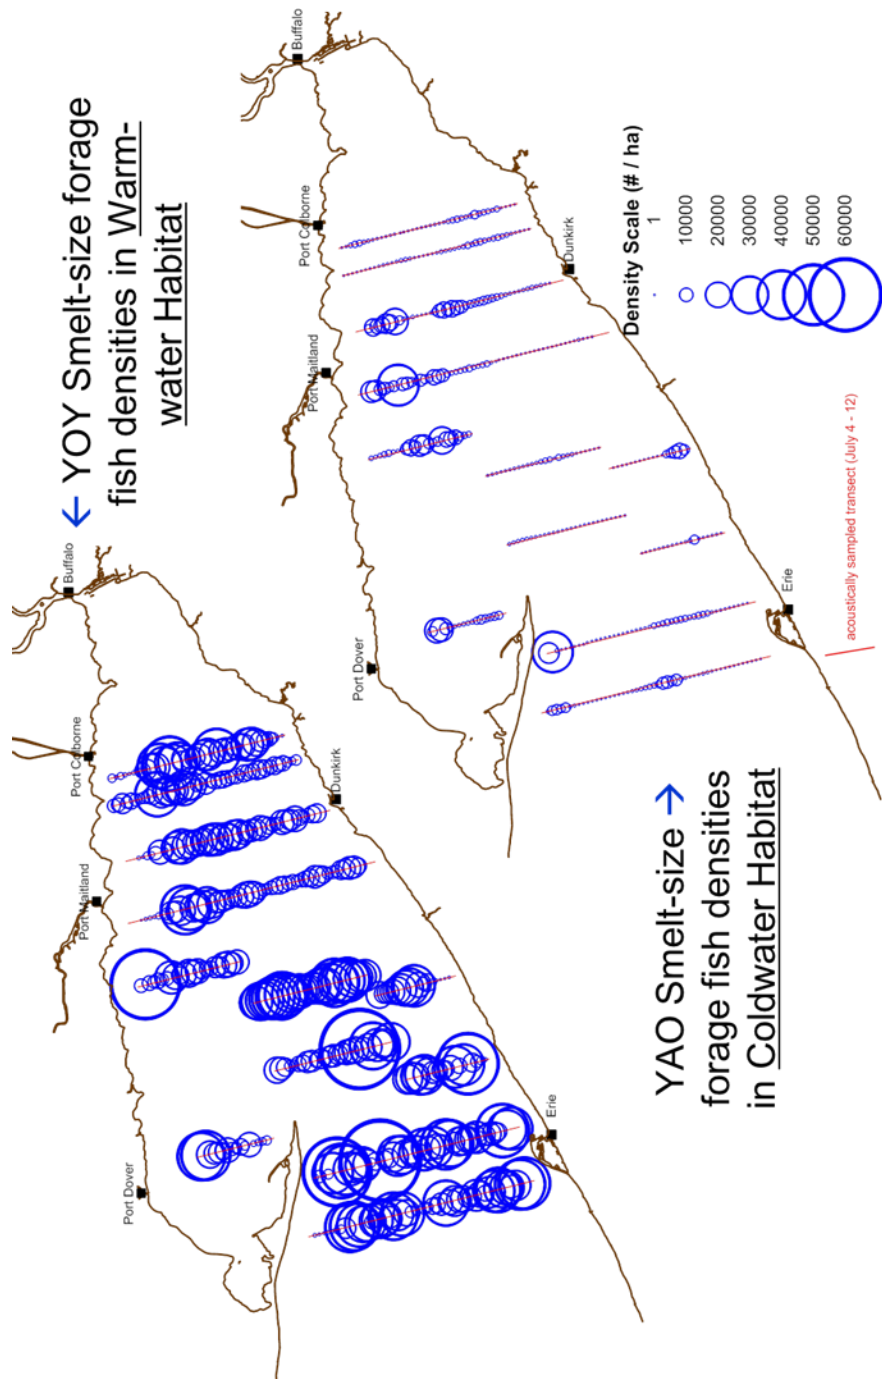 ← YOY Smelt-size forage
fish densities in Warm-
water Habitat
Buffalo
Port Colborne
Port Maitland
Port Dover
Dunkirk
Erie
Buffalo
Port Colborne
Port Maitland
Port Dover
Dunkirk
Erie
YAO Smelt-size →
forage fish densities
in Coldwater Habitat
Density Scale (# / ha)
1
10000
20000
30000
40000
50000
60000
acoustically sampled transect (July 4 - 12)